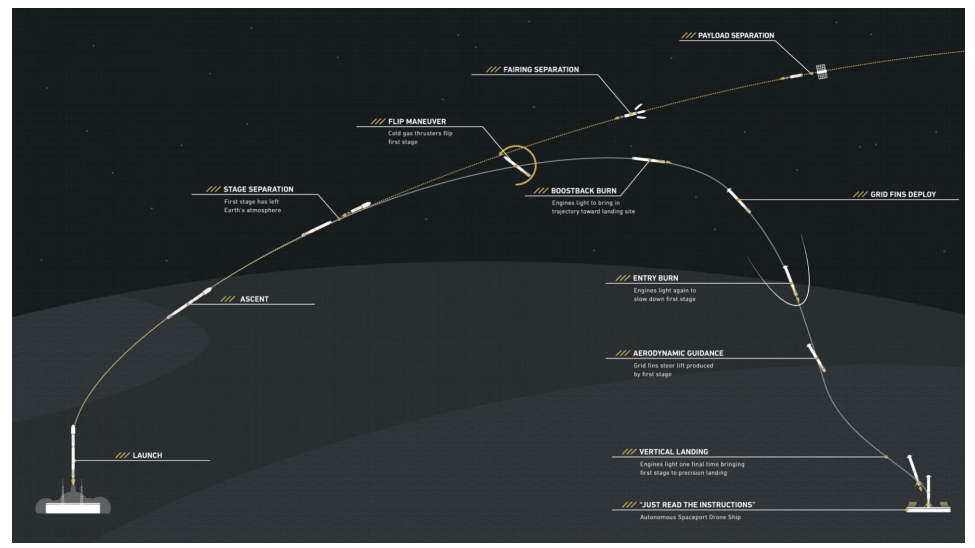 /// PAYLOAD SEPARATION
/// FAIRING SEPARATION
/// FLIP MANEUVER
Cold gas thrusters flip
first stage
/// STAGE SEPARATION
First stage has left
Earth's atmosphere
/// BOOSTBACK BURN
Engines light to bring in
trajectory toward landing site
/// GRID FINS DEPLOY
/// ENTRY BURN
Engines light again to
slow down first stage
/// ASCENT
/// AERODYNAMIC GUIDANCE
Grid fins steer lift produced
by first stage
/// LAUNCH
/// VERTICAL LANDING
Engines light one final time bringing
first stage to precision landing
/// "JUST READ THE INSTRUCTIONS"
Autonomous Spaceport Drone Ship